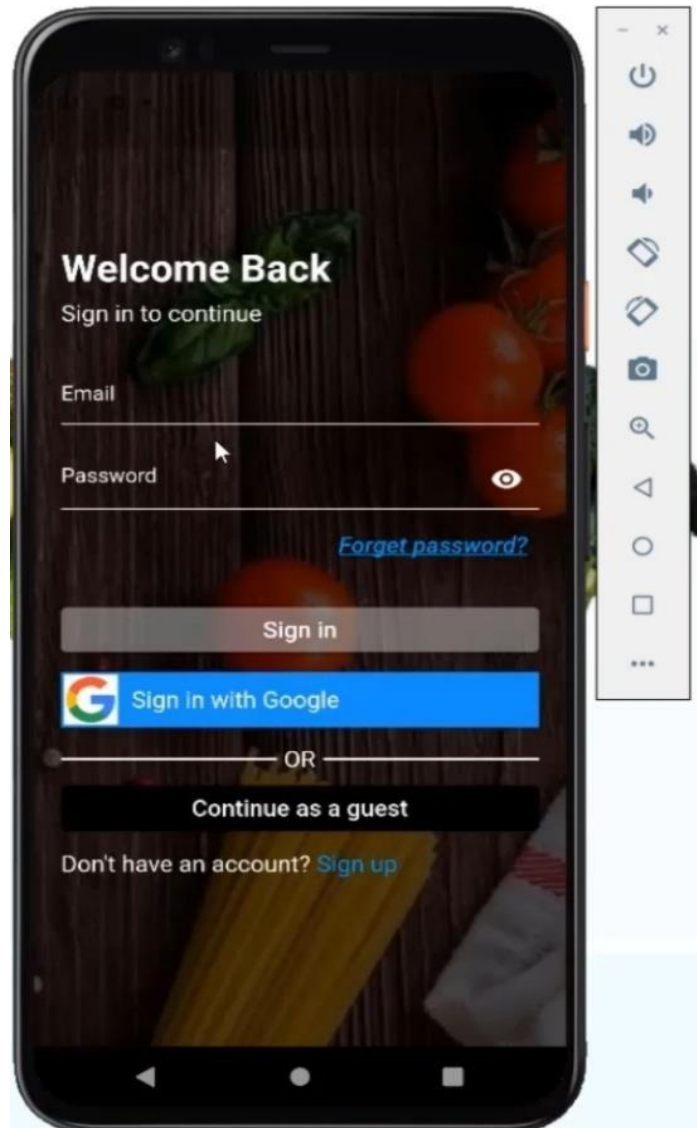 Welcome Back
Sign in to continue
Email
Password
Forget password?
Sign in
Sign in with Google
OR
Continue as a guest
Don't have an account? Sign up